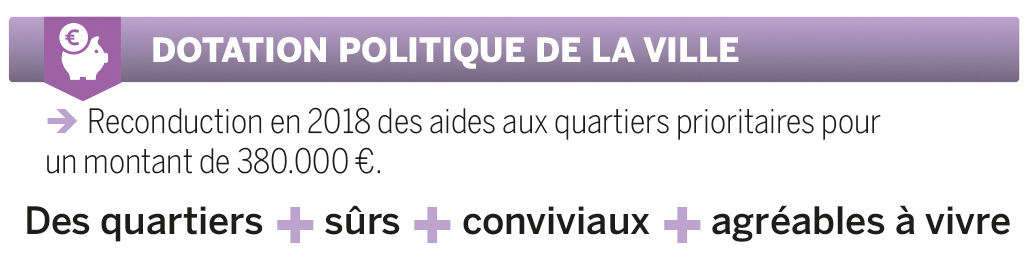 DOTATION POLITIQUE DE LA VILLE
→ Reconduction en 2018 des aides aux quartiers prioritaires pour
un montant de 380.000 €.
Des quartiers + sûrs + conviviaux + agréables à vivre